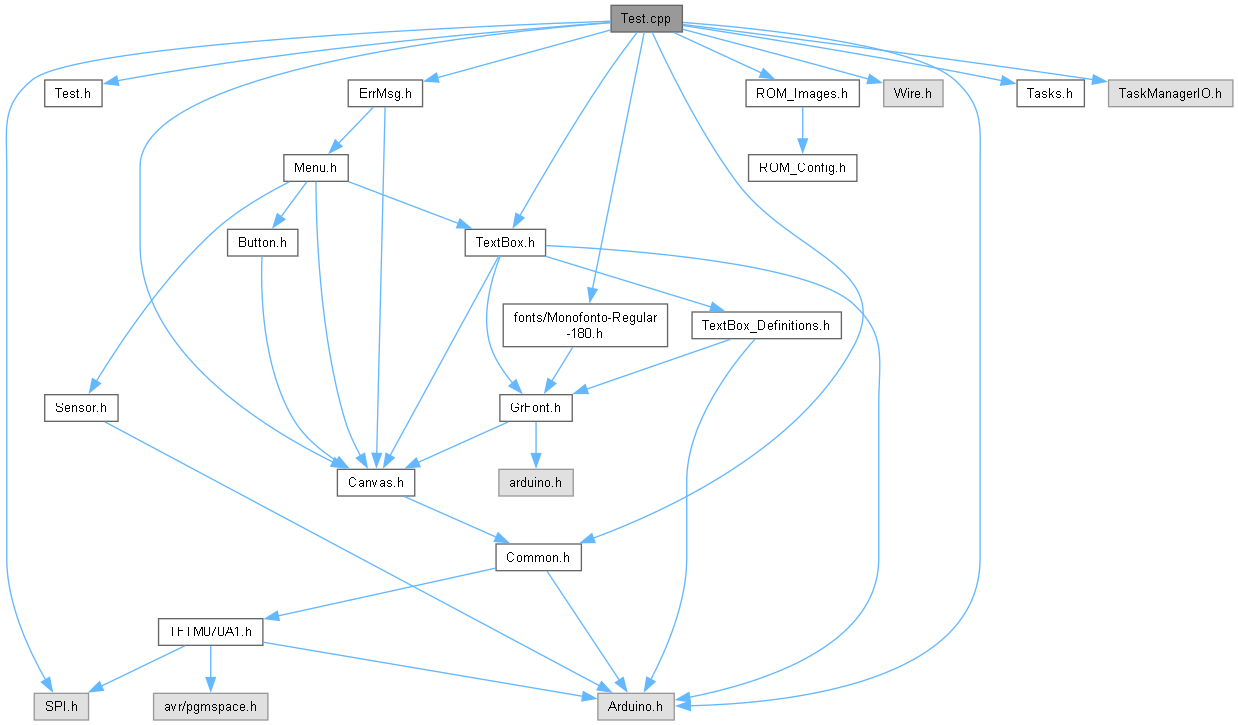 Test.cpp
Test.h
ErrMsg.h
ROM_Images.h
Wire.h
Tasks.h
TaskManagerIO.h
Menu.h
ROM_Config.h
Button.h
TextBox.h
fonts/Monofonto-Regular
-180.h
TextBox_Definitions.h
Sensor.h
GrFont.h
Canvas.h
arduino.h
Common.h
SPI.h
avr/pgmspace.h
Arduino.h